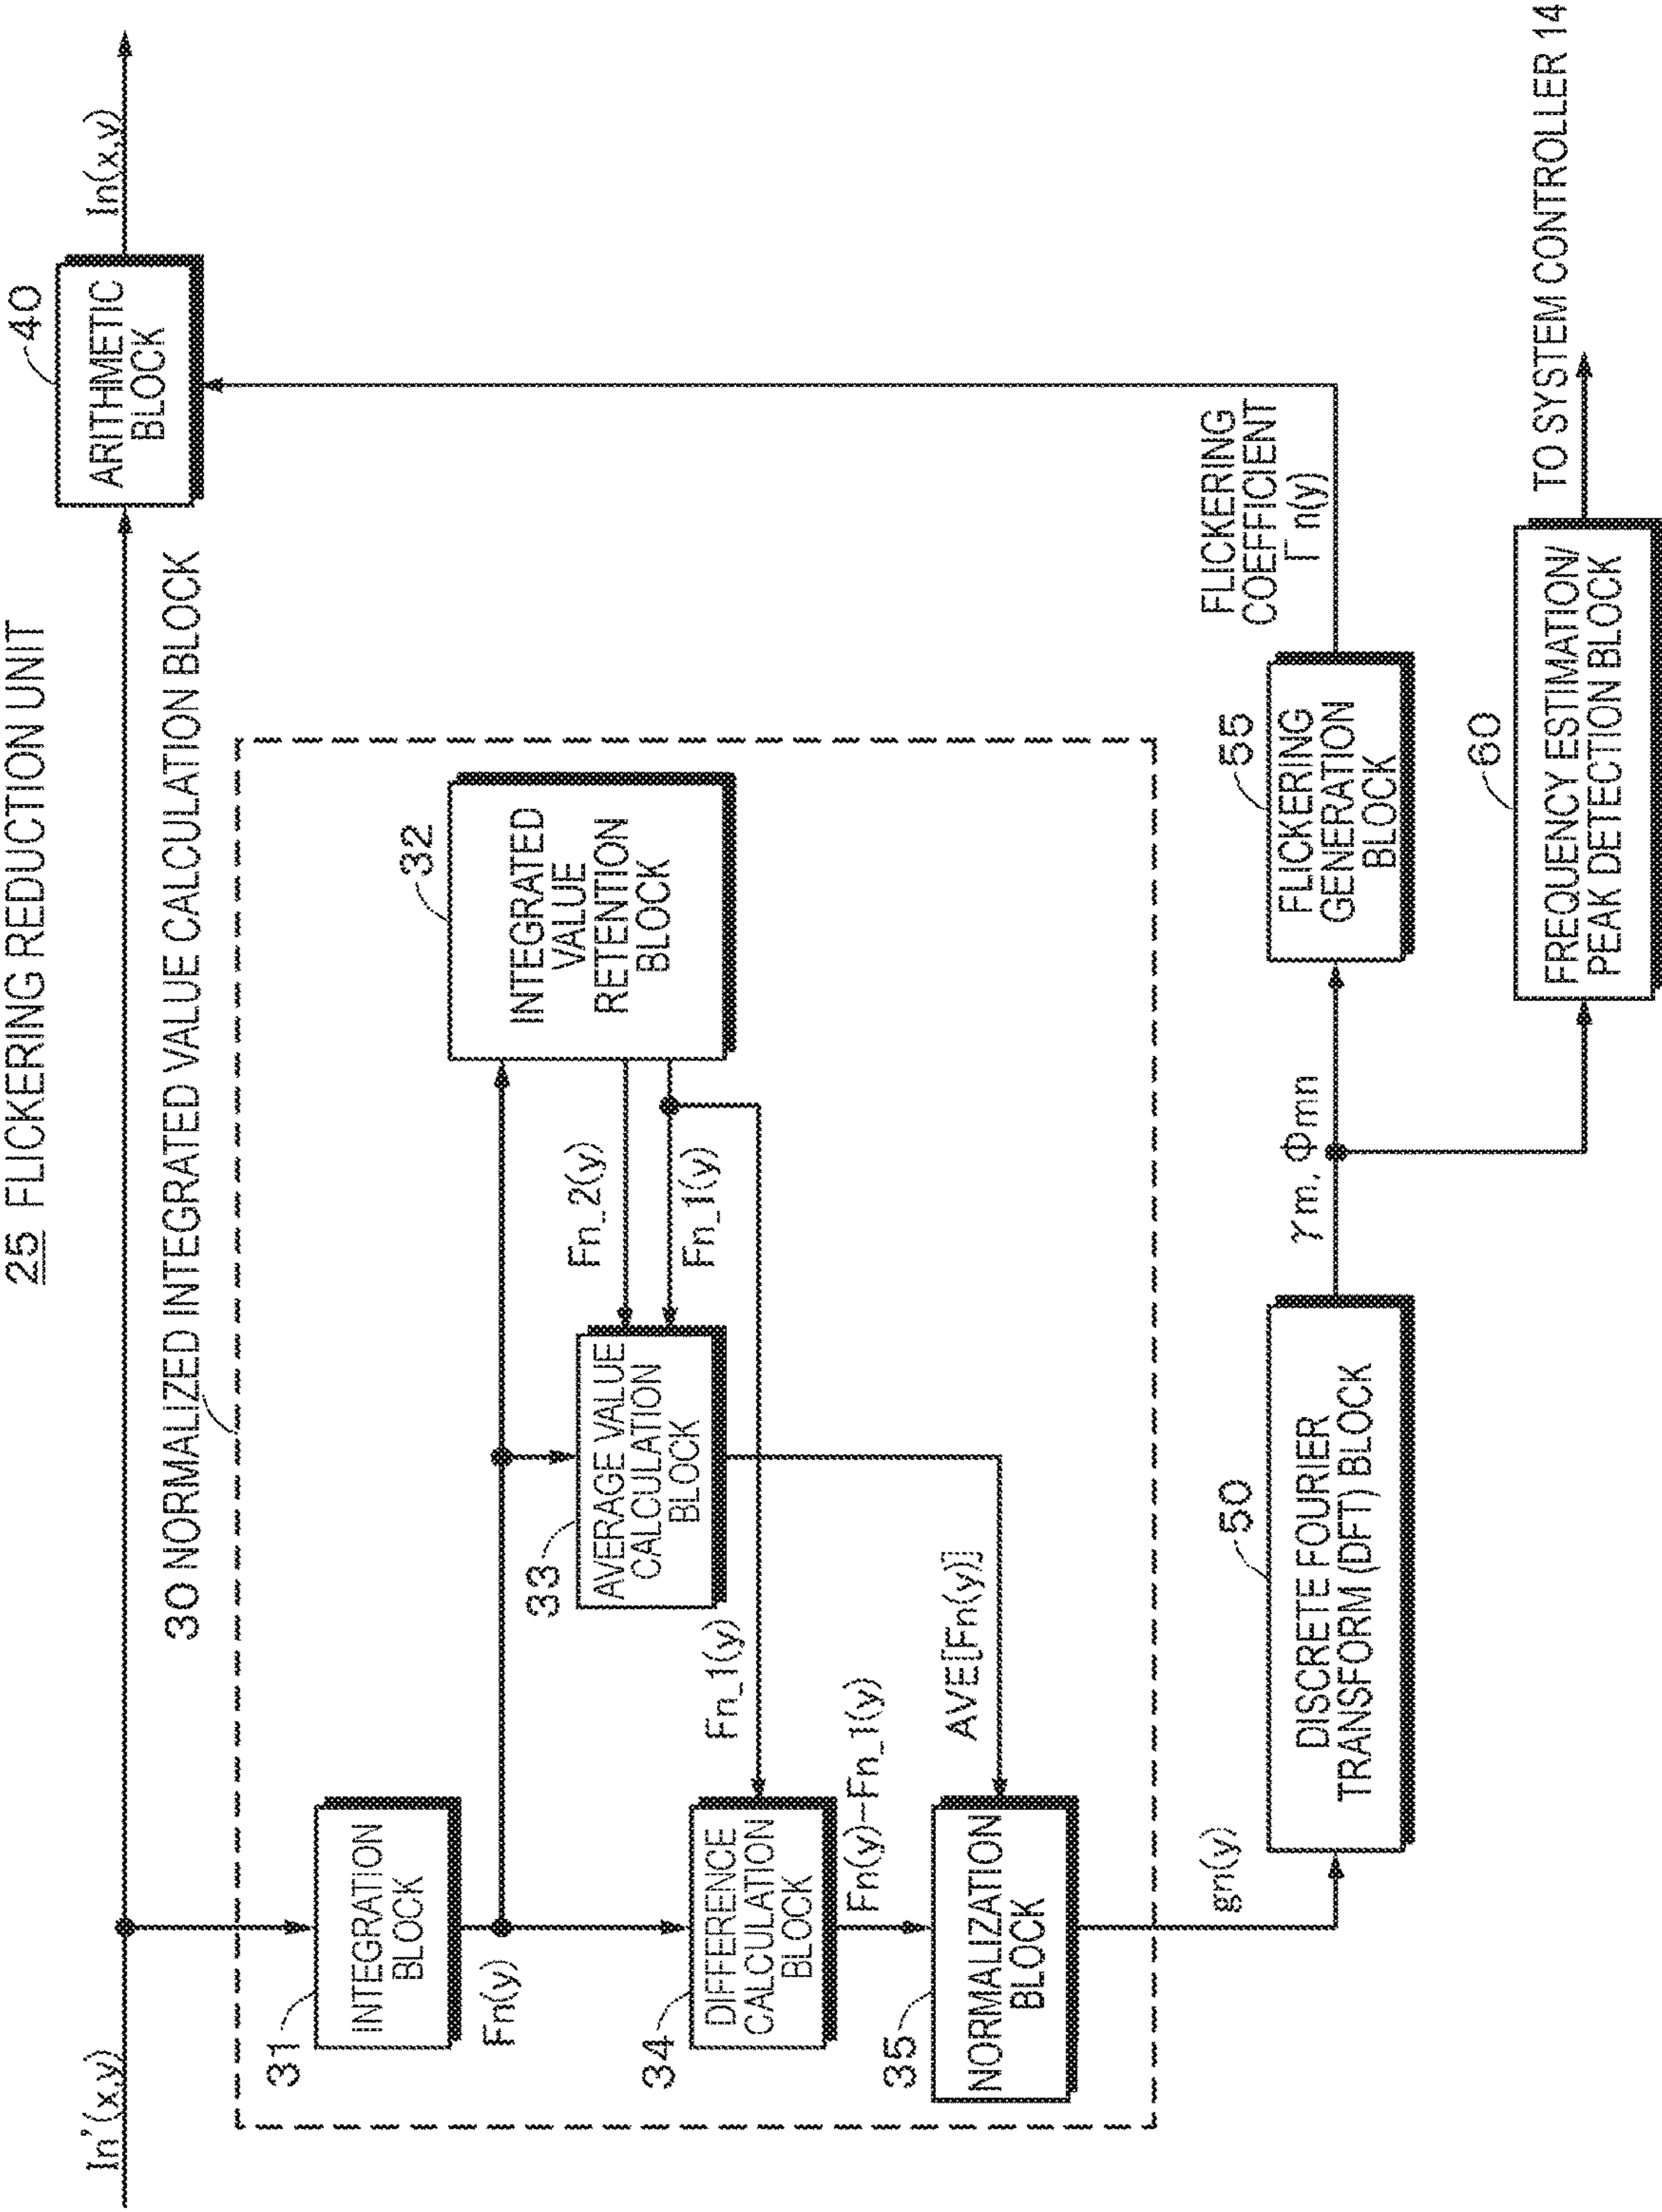 25 FLICKERING REDUCTION UNIT
In'(x,y)
40
ARITHMETIC
BLOCK
In(x,y)
30 NORMALIZED INTEGRATED VALUE CALCULATION BLOCK
31
INTEGRATION
BLOCK
Fn(y)
32
INTEGRATED
VALUE
RETENTION
BLOCK
Fn_2(y)
Fn_1(y)
33
AVERAGE VALUE
CALCULATION
BLOCK
Fn_1(y)
34
DIFFERENCE
CALCULATION
BLOCK
Fn(y)-Fn_1(y)
AVE[Fn(y)]
35
NORMALIZATION
BLOCK
gn(y)
50
DISCRETE FOURIER
TRANSFORM (DFT) BLOCK
γm, Φmn
55
FLICKERING
GENERATION
BLOCK
FLICKERING
COEFFICIENT
Γn(y)
60
FREQUENCY ESTIMATION/
PEAK DETECTION BLOCK
TO SYSTEM CONTROLLER 14